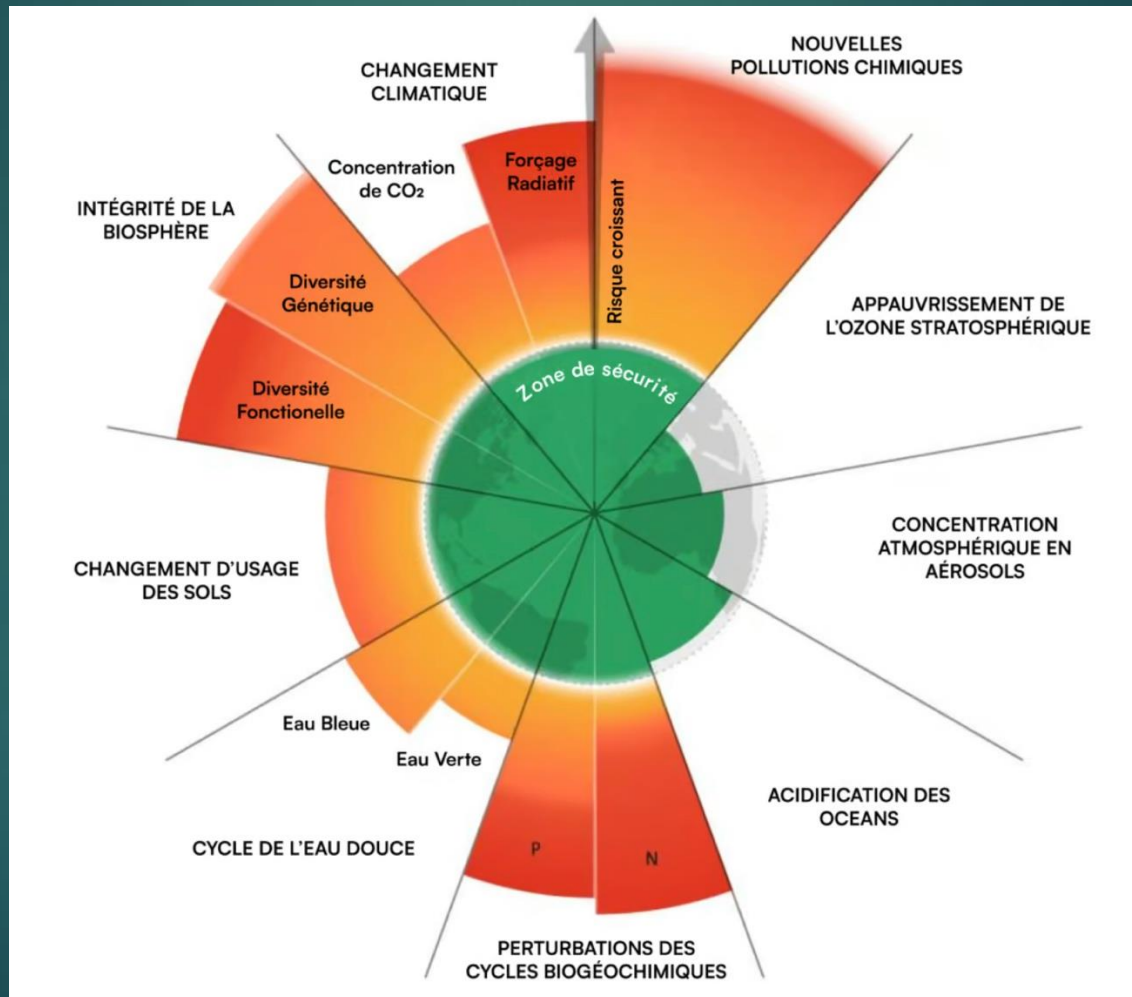 NOUVELLES
POLLUTIONS CHIMIQUES
CHANGEMENT
CLIMATIQUE
Concentration
de CO₂
Forçage
Radiatif
Risque croissant
INTÉGRITÉ DE LA
BIOSPHÈRE
Diversité
Génétique
Diversité
Fonctionelle
Zone de sécurité
APPAUVRISSEMENT DE
L'OZONE STRATOSPHÉRIQUE
CONCENTRATION
ATMOSPHÉRIQUE EN
AÉROSOLS
CHANGEMENT D'USAGE
DES SOLS
Eau Bleue
Eau Verte
ACIDIFICATION DES
OCEANS
CYCLE DE L'EAU DOUCE
P
N
PERTURBATIONS DES
CYCLES BIOGÉOCHIMIQUES